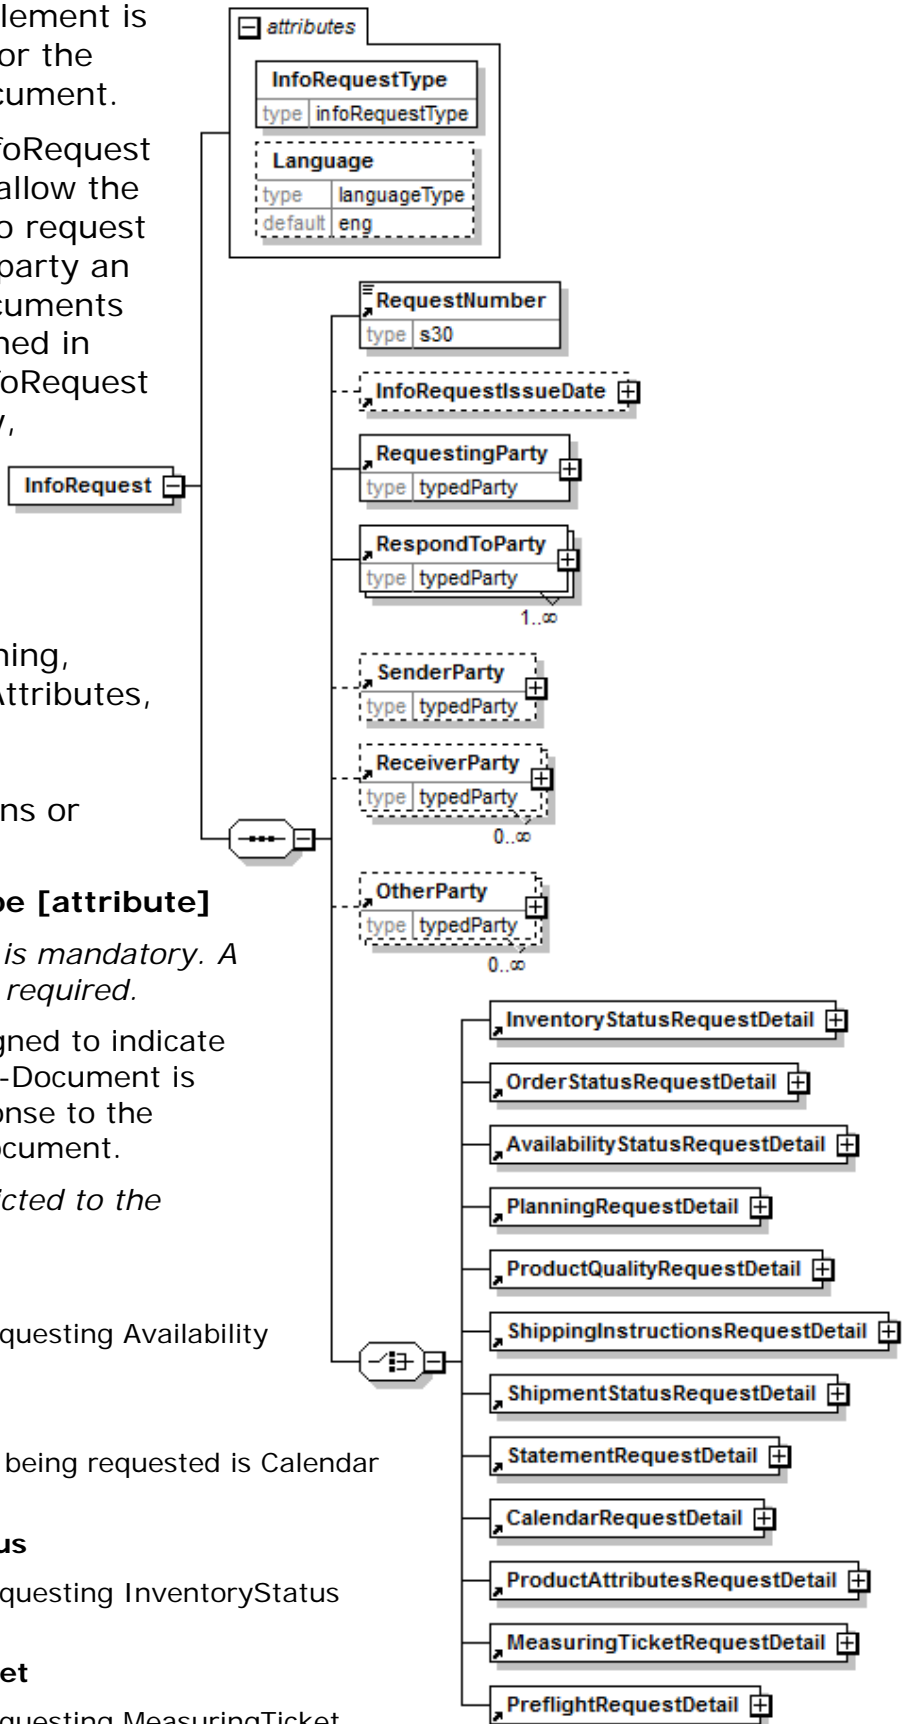 lement is
or the
cument.
foRequest
allow the
o request
party an
cuments
ned in
foRequest
,
ning,
Attributes,
ns or
pe [attribute]
is mandatory. A
required.
gned to indicate
-Document is
onse to the
ocument.
icted to the
questing Availability
being requested is Calendar
us
questing InventoryStatus
et
questing MeasuringTicket
attributes
InfoRequestType
type infoRequestType
Language
type languageType
default eng
InfoRequest
RequestNumber
type s30
InfoRequestIssueDate
RequestingParty
type typedParty
RespondToParty
type typedParty
1..∞
SenderParty
type typedParty
ReceiverParty
type typedParty
0..∞
OtherParty
type typedParty
0..∞
InventoryStatusRequestDetail
OrderStatusRequestDetail
AvailabilityStatusRequestDetail
PlanningRequestDetail
ProductQualityRequestDetail
ShippingInstructionsRequestDetail
ShipmentStatusRequestDetail
StatementRequestDetail
CalendarRequestDetail
ProductAttributesRequestDetail
MeasuringTicketRequestDetail
PreflightRequestDetail